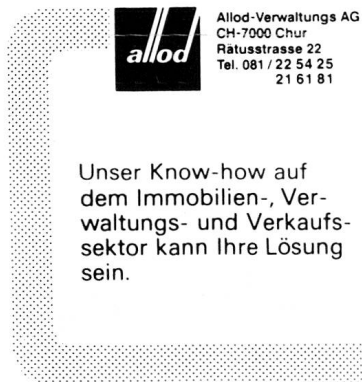 allod
Allod-Verwaltungs AG
CH-7000 Chur
Rätusstrasse 22
Tel. 081 / 22 54 25
21 61 81
Unser Know-how auf
dem Immobilien-, Ver-
waltungs- und Verkaufs-
sektor kann Ihre Lösung
sein.